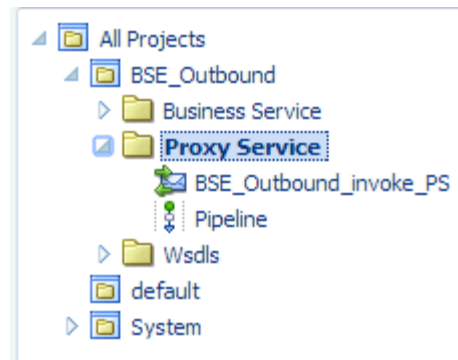 All Projects
BSE_Outbound
Business Service
Proxy Service
BSE_Outbound_invoke_PS
Pipeline
Wsdls
default
System